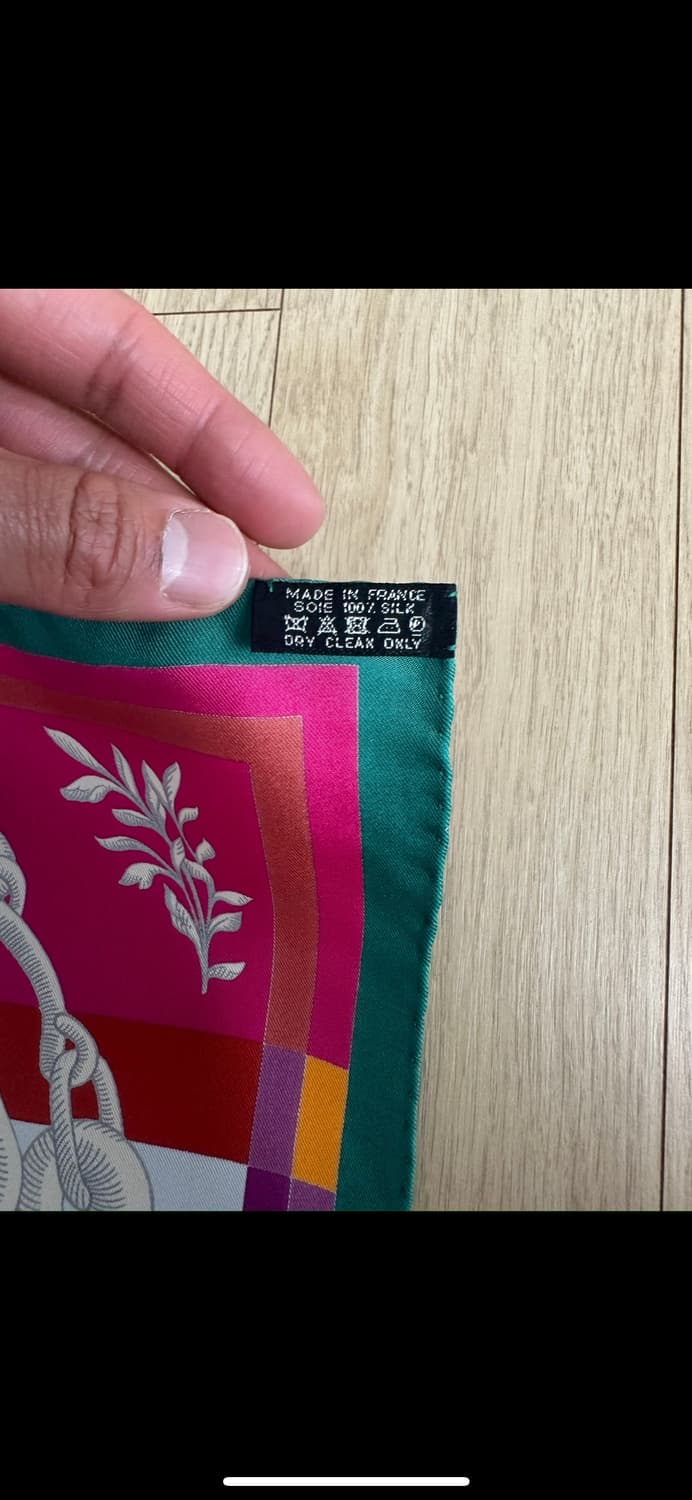 MADE IN FRANCE
SOIE 100% SILK
DRY CLEAN ONLY